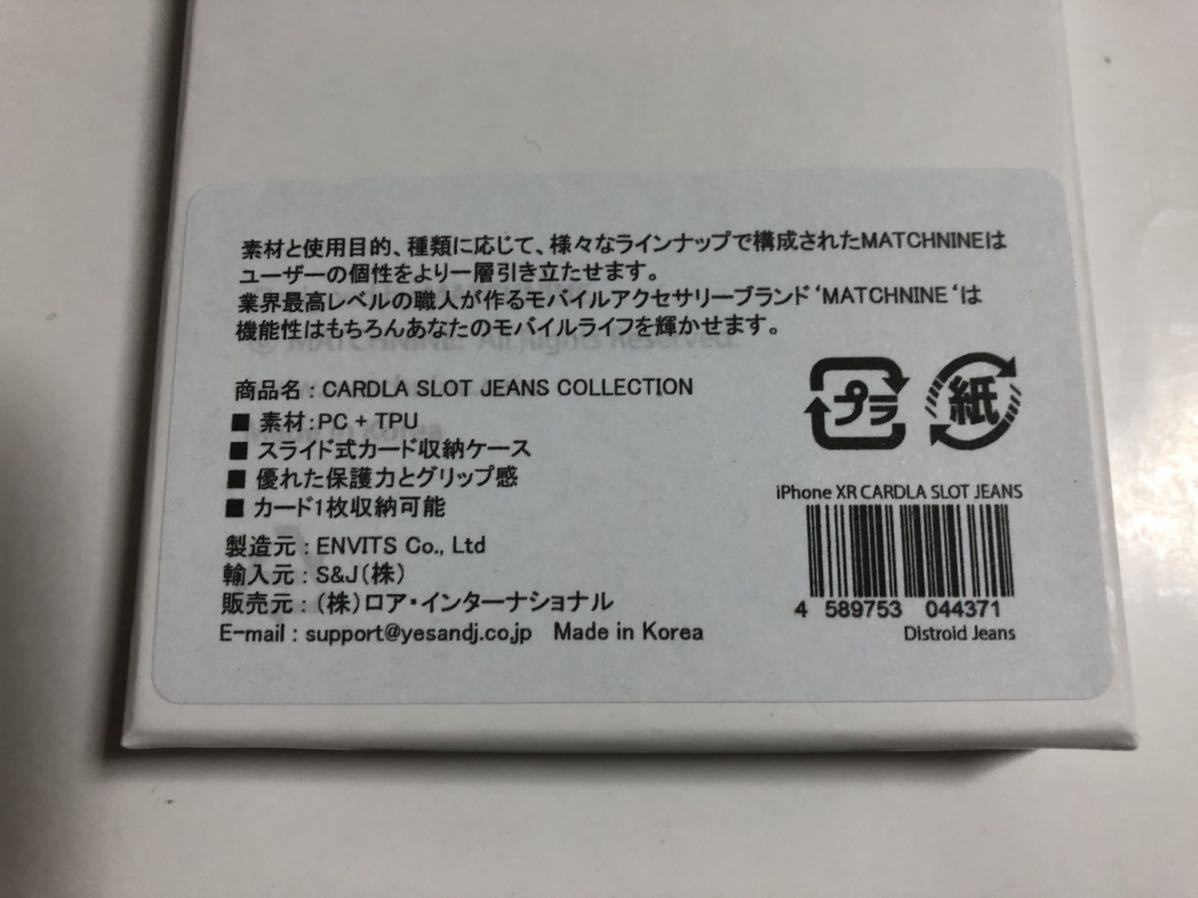 素材と使用目的、種類に応じて、様々なラインナップで構成されたMATCHNINEは
ユーザーの個性をより一層引き立たせます。
業界最高レベルの職人が作るモバイルアクセサリーブランド‘MATCHNINE‘は
機能性はもちろんあなたのモバイルライフを輝かせます。
© MATCHNINE. All Rights Reserved.
商品名 : CARDLA SLOT JEANS COLLECTION
■ 素材 : PC + TPU
■ スライド式カード収納ケース
■ 優れた保護力とグリップ感
■ カード1枚収納可能
製造元 : ENVITS Co., Ltd
輸入元 : S&J（株）
販売元 : （株）ロア・インターナショナル
E-mail : support@yesandj.co.jp Made in Korea
プラ
紙
iPhone XR CARDLA SLOT JEANS
4 589753 044371
Distroid Jeans